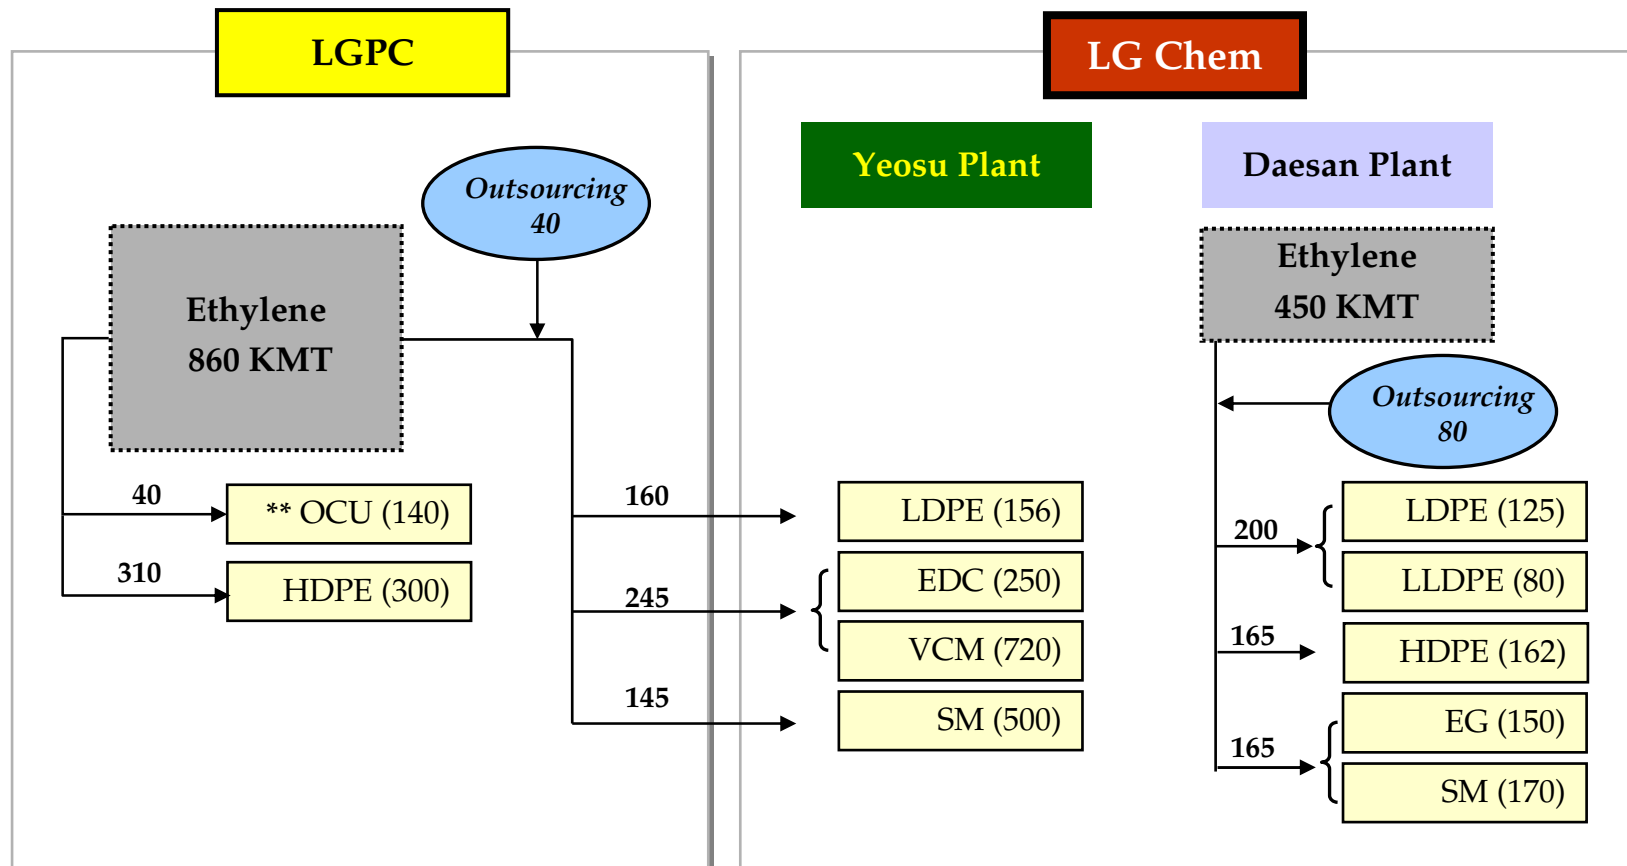 LGPC
Outsourcing
40
Ethylene
860 KMT
40
** OCU (140)
310
HDPE (300)
160
245
145
LG Chem
Yeosu Plant
LDPE (156)
EDC (250)
VCM (720)
SM (500)
Daesan Plant
Ethylene
450 KMT
Outsourcing
80
200
LDPE (125)
LLDPE (80)
165
HDPE (162)
165
EG (150)
SM (170)